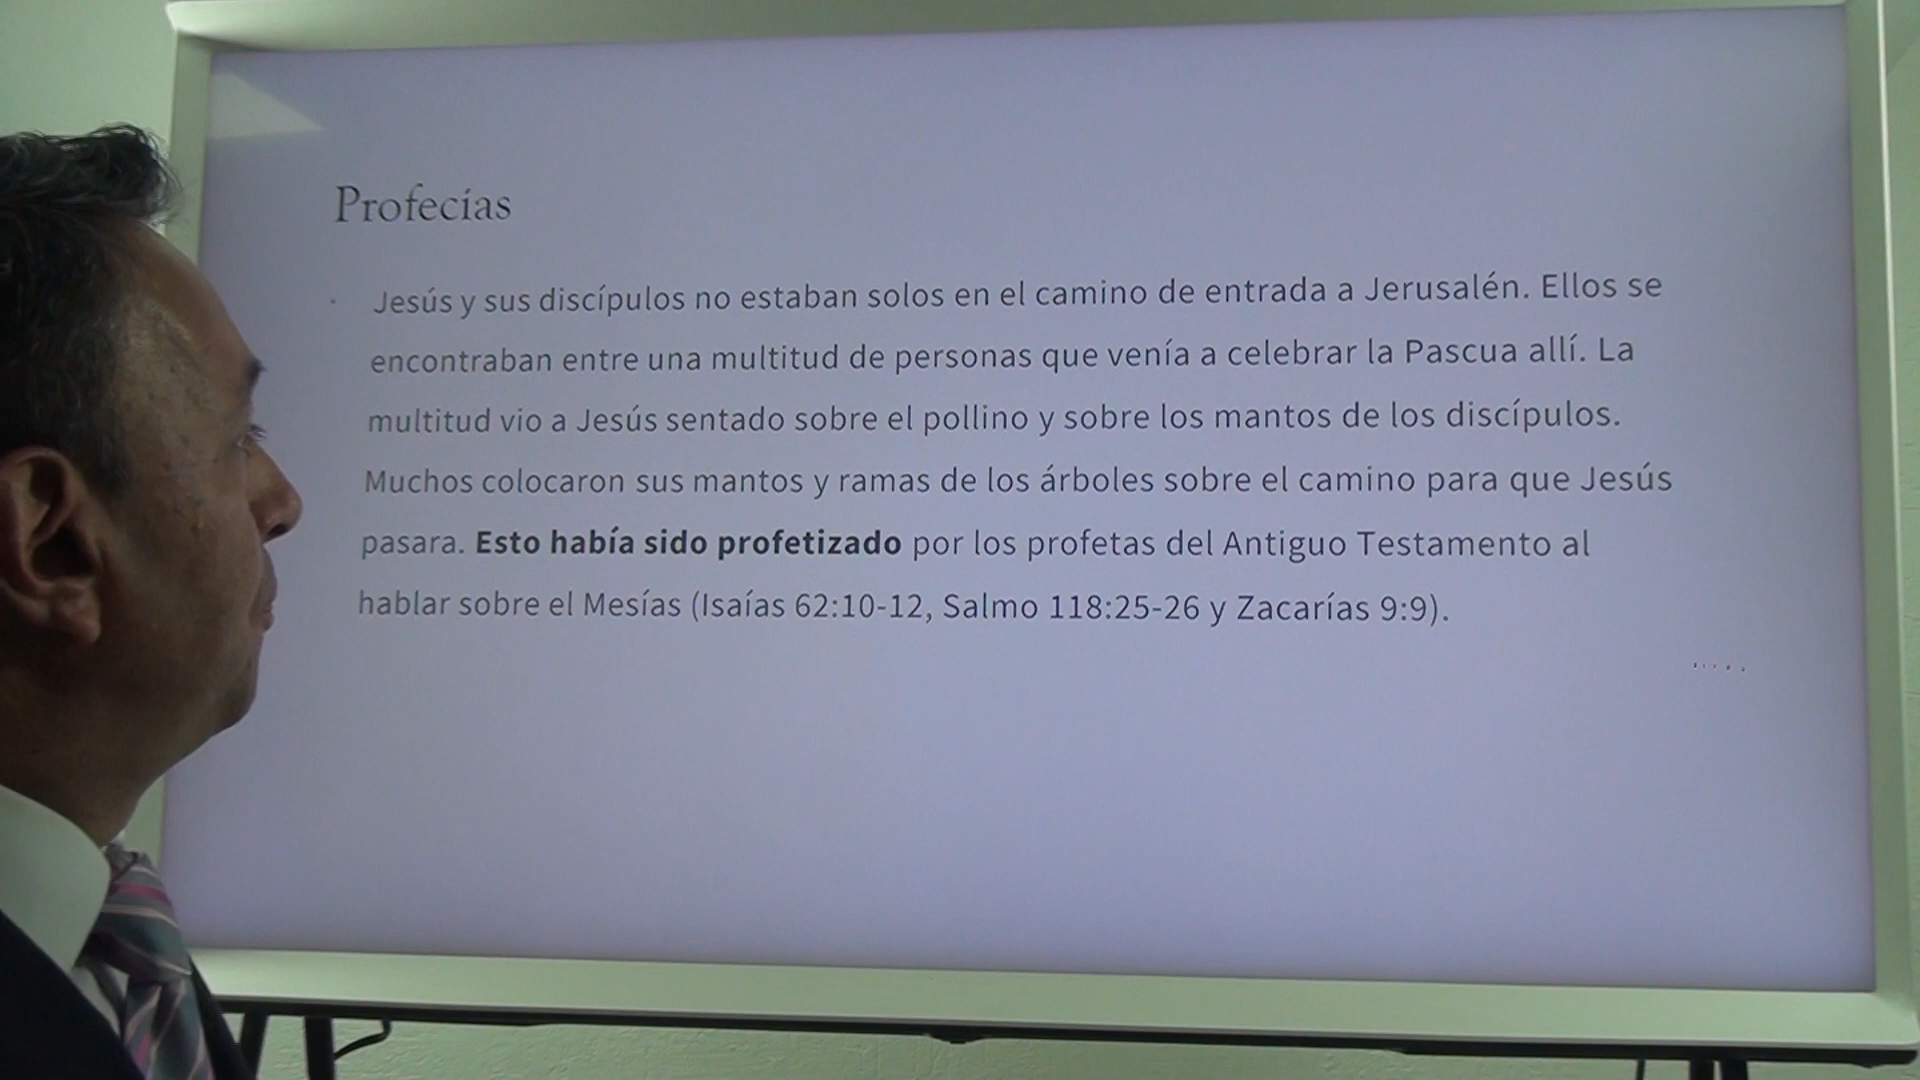 Profecías
Jesús y sus discípulos no estaban solos en el camino de entrada a Jerusalén. Ellos se
encontraban entre una multitud de personas que venía a celebrar la Pascua allí. La
multitud vio a Jesús sentado sobre el pollino y sobre los mantos de los discípulos.
Muchos colocaron sus mantos y ramas de los árboles sobre el camino para que Jesús
pasara. Esto había sido profetizado por los profetas del Antiguo Testamento al
hablar sobre el Mesías (Isaías 62:10-12, Salmo 118:25-26 y Zacarías 9:9).